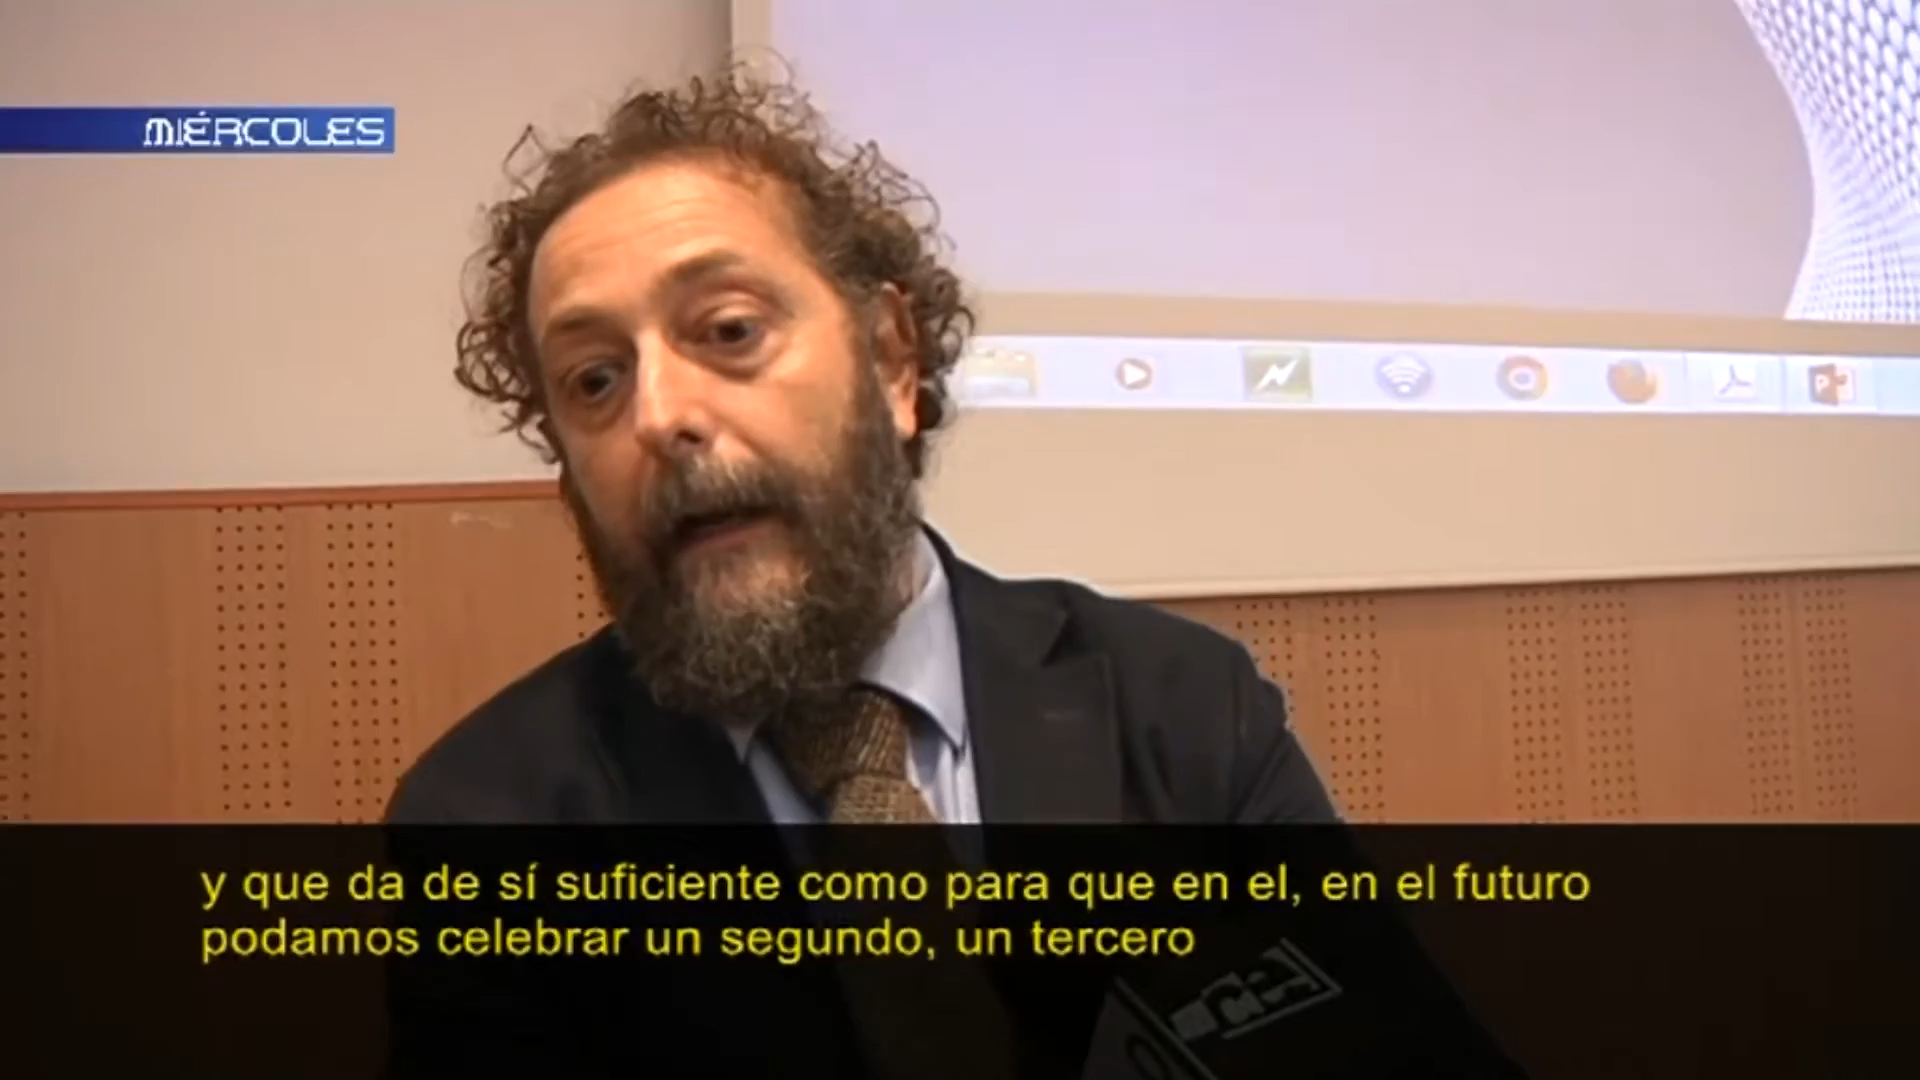 MIÉRCOLES
y que da de sí suficiente como para que en el, en el futuro
podamos celebrar un segundo, un tercero